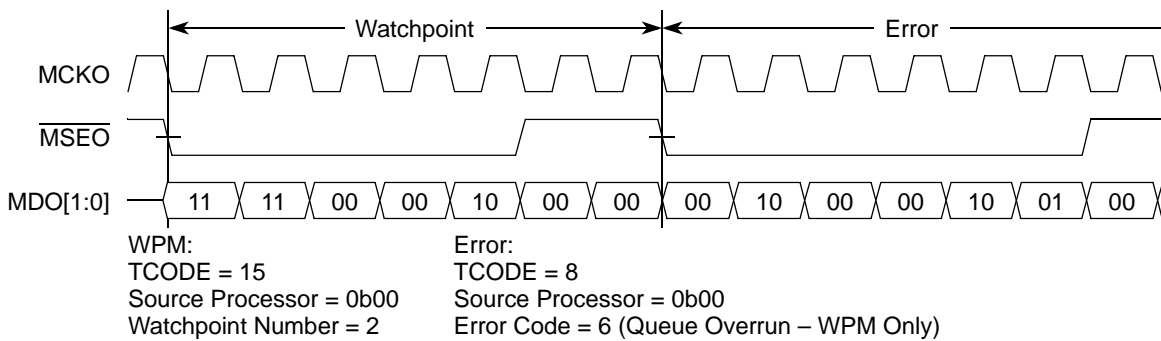 Watchpoint Error
MCKO
MSEO
MDO[1:0] 11 11 00 00 10 00 00 00 10 00 00 10 01 00
WPM: Error:
TCODE = 15 TCODE = 8
Source Processor = 0b00 Source Processor = 0b00
Watchpoint Number = 2 Error Code = 6 (Queue Overrun – WPM Only)